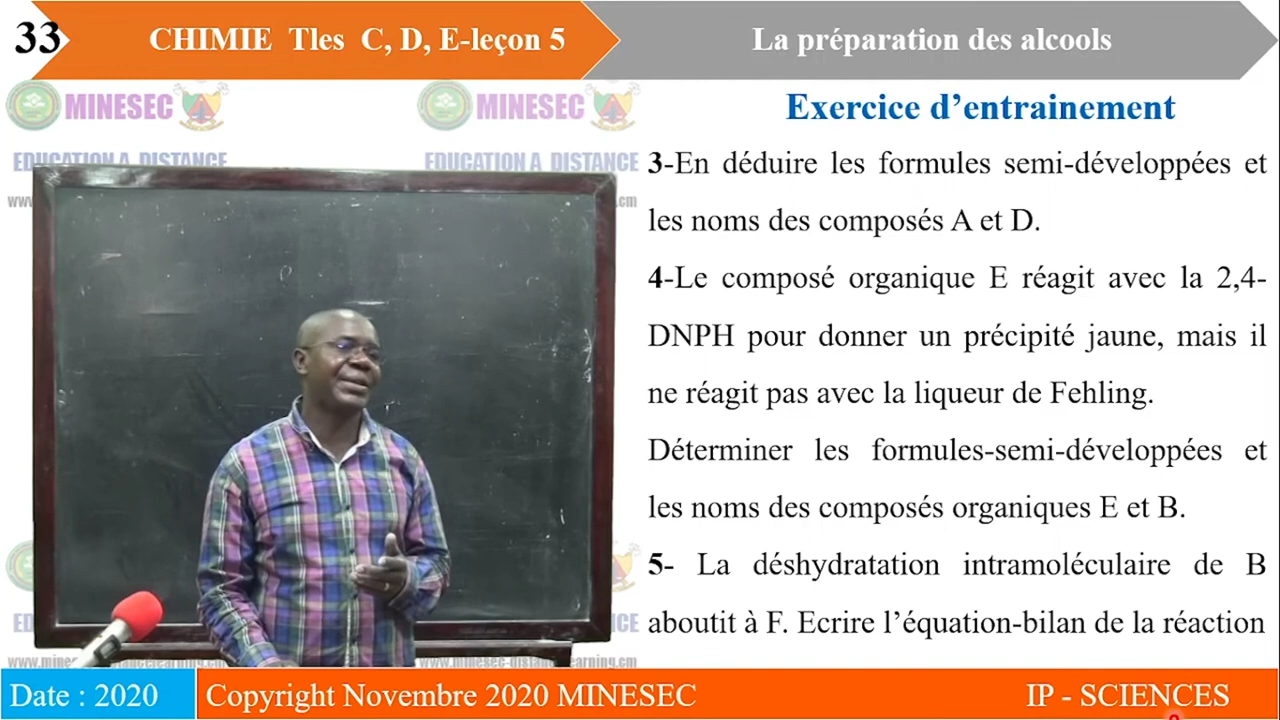 33
CHIMIE Tles C, D, E-leçon 5
La préparation des alcools
MINESEC
MINESEC
EDUCATION A DISTANCE
EDUCATION A DISTANCE
Exercice d’entrainement
3-En déduire les formules semi-développées et
les noms des composés A et D.
4-Le composé organique E réagit avec la 2,4-
DNPH pour donner un précipité jaune, mais il
ne réagit pas avec la liqueur de Fehling.
Déterminer les formules-semi-développées et
les noms des composés organiques E et B.
5- La déshydratation intramoléculaire de B
aboutit à F. Ecrire l’équation-bilan de la réaction
Date : 2020
Copyright Novembre 2020 MINESEC
IP - SCIENCES